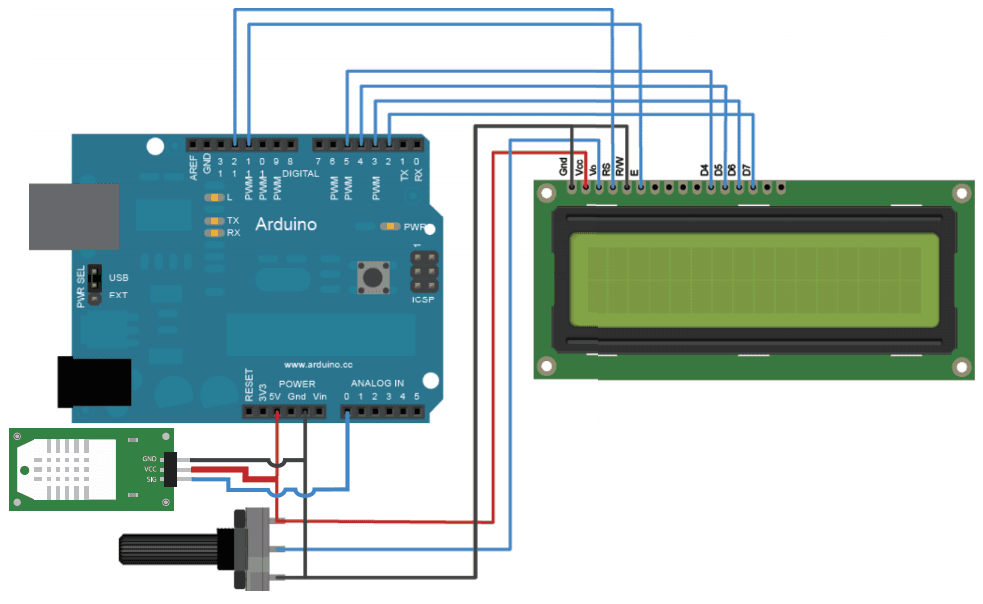 AREF
GND
13
12
PWM 11
PWM 10
PWM 9
8
DIGITAL
7
PWM 6
PWM 5
4
PWM 3
2
TX 1
RX 0
L
TX
RX
Arduino
PWR
1
ICSP
PWR SEL
USB
EXT
www.arduino.cc
POWER
ANALOG IN
RESET
3V3
5V
Gnd
Vin
0 1 2 3 4 5
Gnd
Vcc
Vo
RS
R/W
E
D4
D5
D6
D7
GND
VCC
SIG